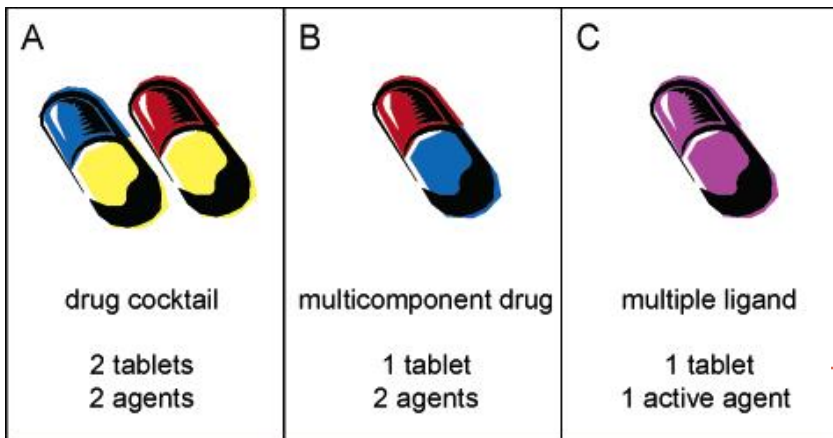 A
drug cocktail
2 tablets
2 agents
B
multicomponent drug
1 tablet
2 agents
C
multiple ligand
1 tablet
1 active agent